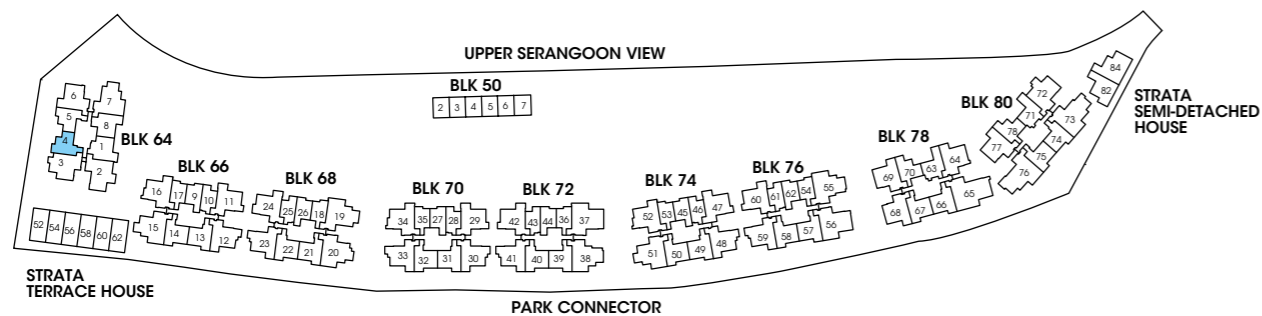 UPPER SERANGOON VIEW
BLK 50
2 3 4 5 6 7
BLK 64
6 7
5 8
4 1
3 2
BLK 66
16 17 9 10 11
15 14 13 12
BLK 68
24 25 26 18 19
23 22 21 20
BLK 70
34 35 27 28 29
33 32 31 30
BLK 72
42 43 44 36 37
41 40 39 38
BLK 74
52 53 45 46 47
51 50 49 48
BLK 76
60 61 62 54 55
59 58 57 56
BLK 78
69 70 63 64
68 67 66 65
BLK 80
72
71 73
78 74
77 75
76
84
82
STRATA
SEMI-DETACHED
HOUSE
52 54 56 58 60 62
STRATA
TERRACE HOUSE
PARK CONNECTOR